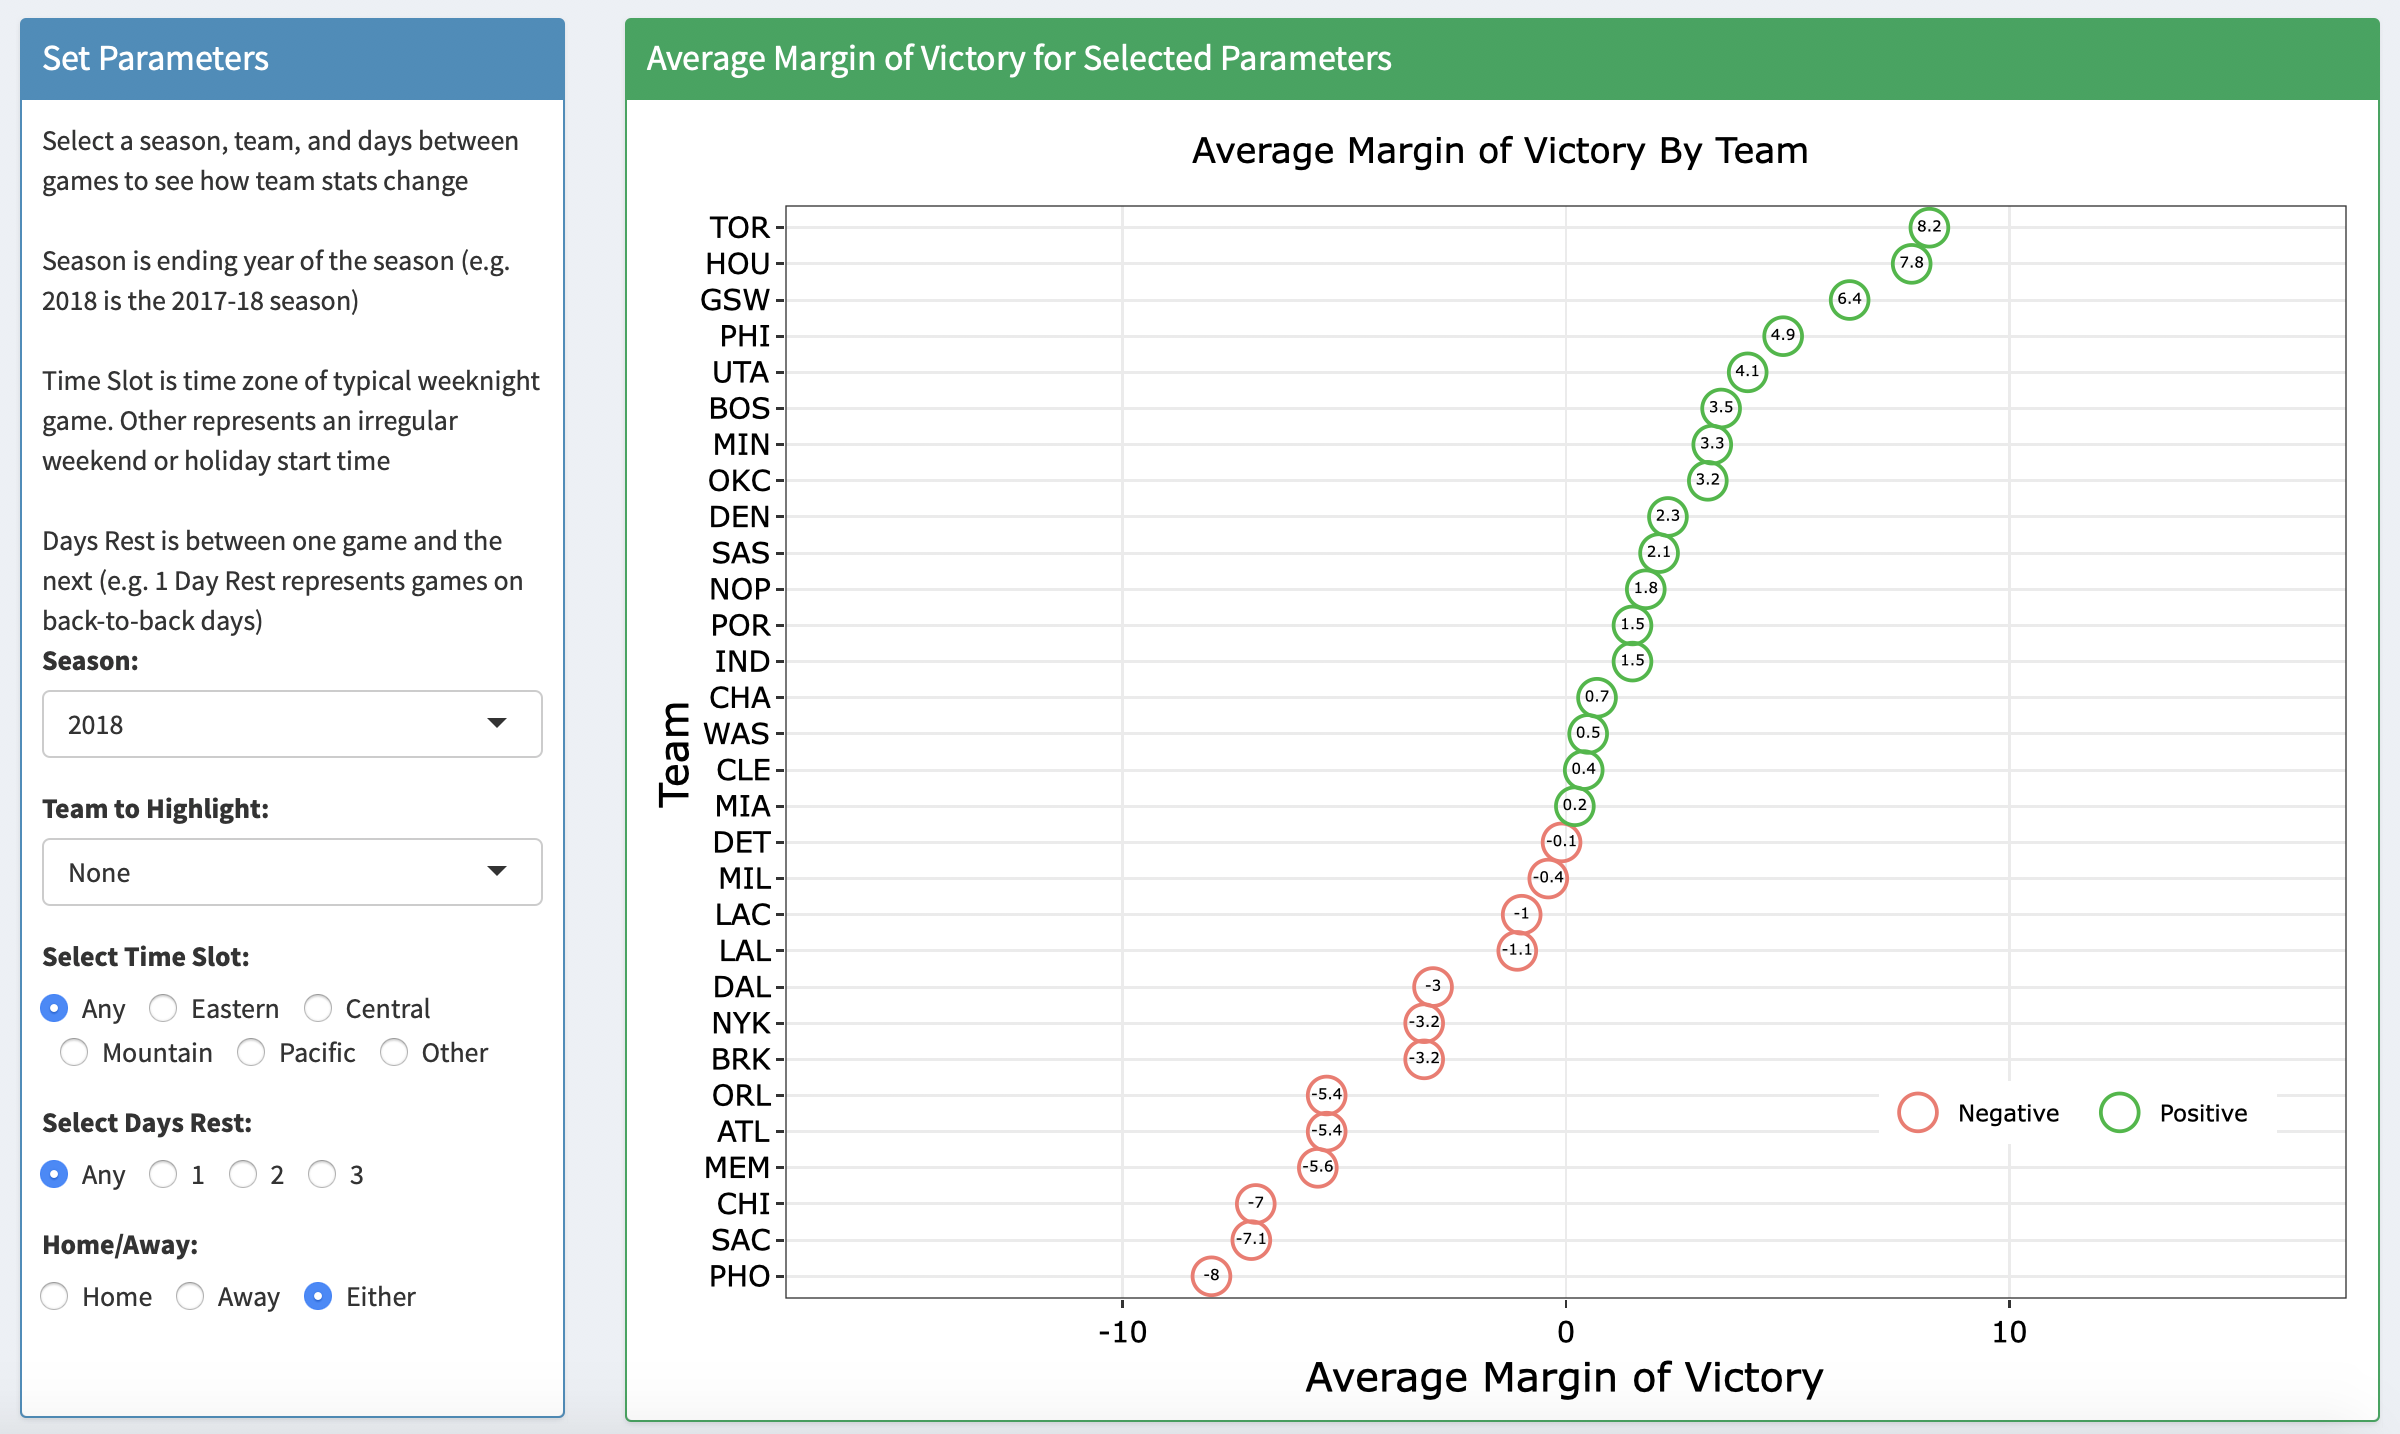 Set Parameters
Select a season, team, and days between
games to see how team stats change
Season is ending year of the season (e.g.
2018 is the 2017-18 season)
Time Slot is time zone of typical weeknight
game. Other represents an irregular
weekend or holiday start time
Days Rest is between one game and the
next (e.g. 1 Day Rest represents games on
back-to-back days)
Season:
2018
Team to Highlight:
None
Select Time Slot:
Any Eastern Central
Mountain Pacific Other
Select Days Rest:
Any 1 2 3
Home/Away:
Home Away Either
Average Margin of Victory for Selected Parameters
Average Margin of Victory By Team
Team
TOR 8.2
HOU 7.8
GSW 6.4
PHI 4.9
UTA 4.1
BOS 3.5
MIN 3.3
OKC 3.2
DEN 2.3
SAS 2.1
NOP 1.8
POR 1.5
IND 1.5
CHA 0.7
WAS 0.5
CLE 0.4
MIA 0.2
DET -0.1
MIL -0.4
LAC -1
LAL -1.1
DAL -3
NYK -3.2
BRK -3.2
ORL -5.4
ATL -5.4
MEM -5.6
CHI -7
SAC -7.1
PHO -8
Negative Positive
-10 0 10
Average Margin of Victory